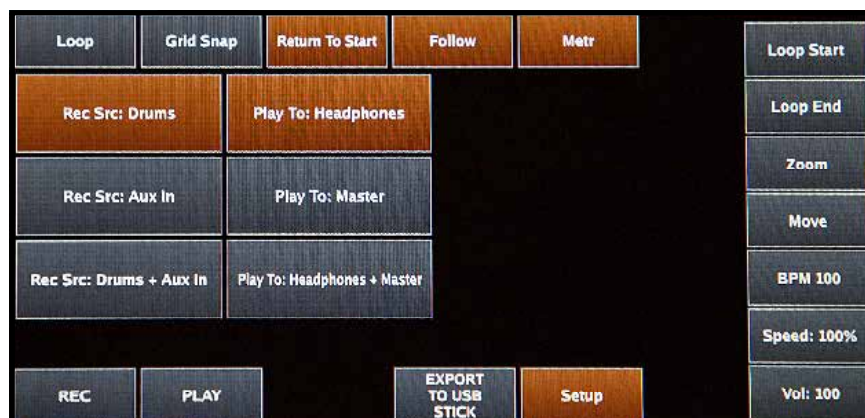 Loop
Grid Snap
Return To Start
Follow
Metr
Loop Start
Rec Src: Drums
Play To: Headphones
Loop End
Zoom
Rec Src: Aux In
Play To: Master
Move
Rec Src: Drums + Aux In
Play To: Headphones + Master
BPM 100
Speed: 100%
REC
PLAY
EXPORT
TO USB
STICK
Setup
Vol: 100